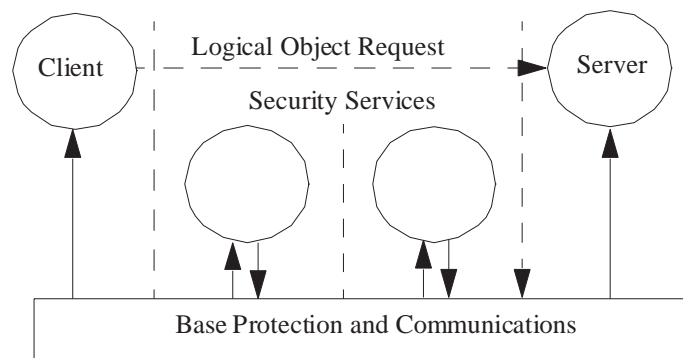 Logical Object Request
Client
Server
Security Services
Base Protection and Communications